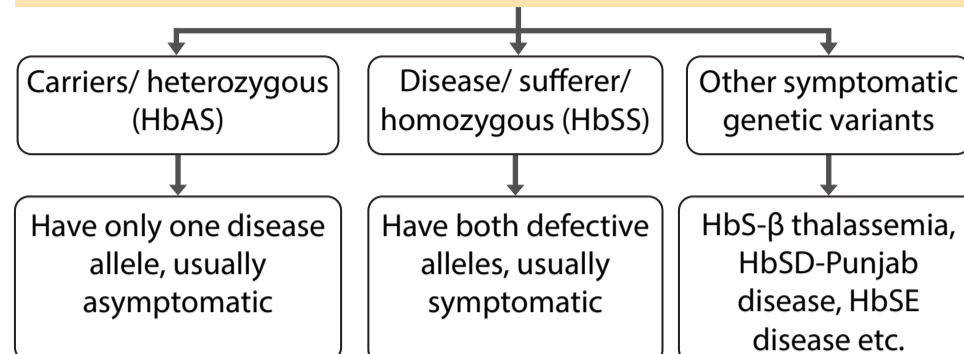 Carriers/ heterozygous
(HbAS)
Disease/ sufferer/
homozygous (HbSS)
Other symptomatic
genetic variants
Have only one disease
allele, usually
asymptomatic
Have both defective
alleles, usually
symptomatic
HbS-β thalassemia,
HbSD-Punjab
disease, HbSE
disease etc.